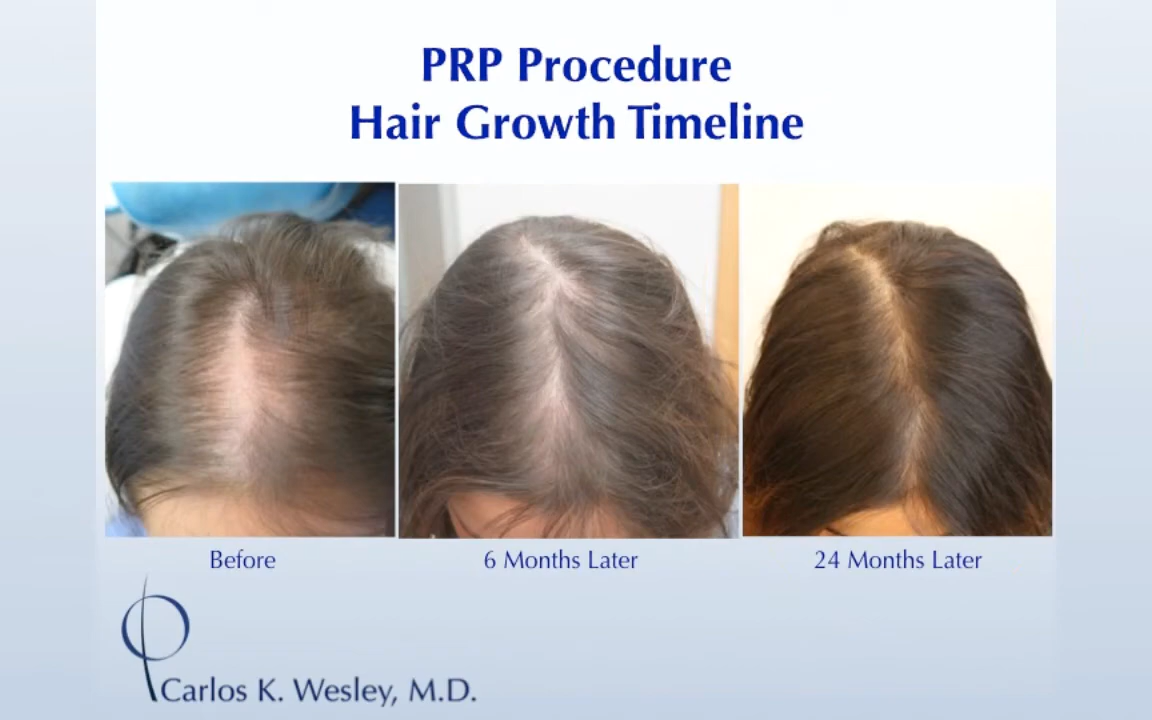 PRP Procedure
Hair Growth Timeline
Before
6 Months Later
24 Months Later
Carlos K. Wesley, M.D.